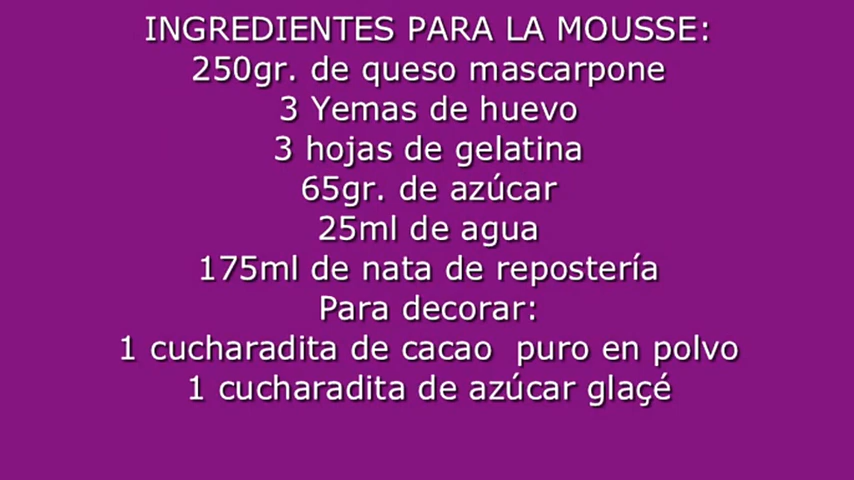 INGREDIENTES PARA LA MOUSSE:
250gr. de queso mascarpone
3 Yemas de huevo
3 hojas de gelatina
65gr. de azúcar
25ml de agua
175ml de nata de repostería
Para decorar:
1 cucharadita de cacao  puro en polvo
1 cucharadita de azúcar glaçé